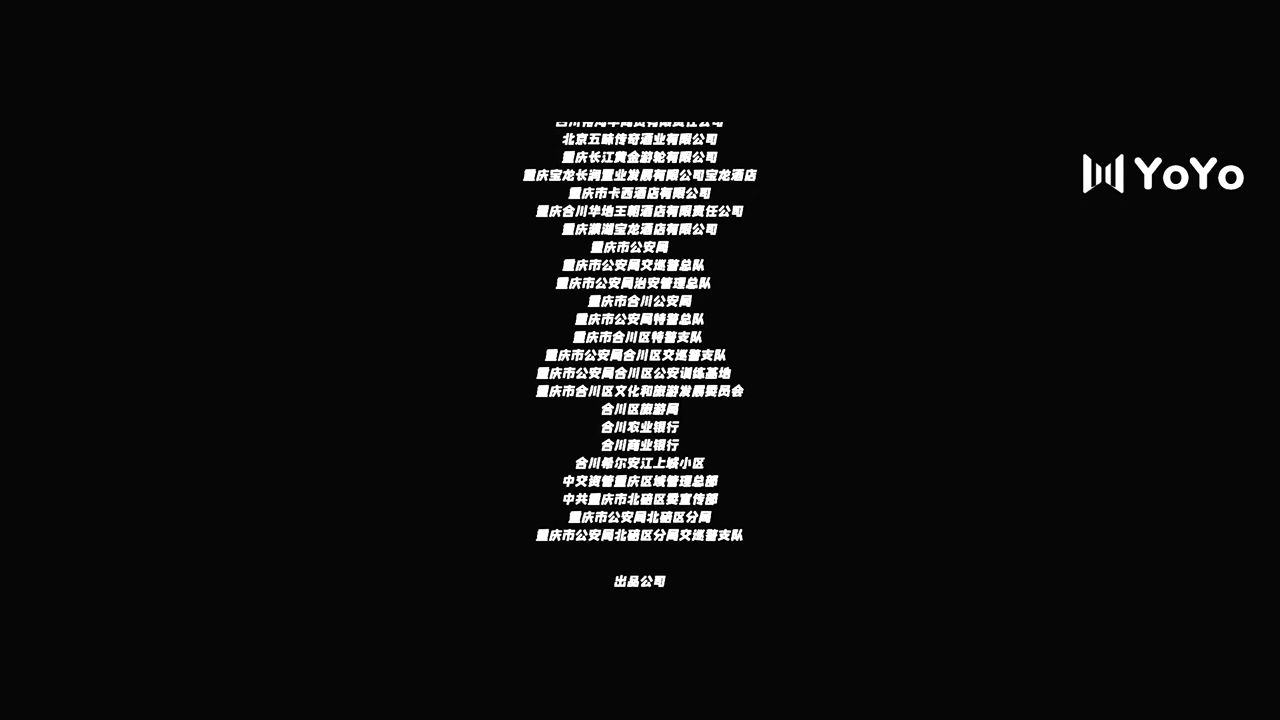 北京五味传奇酒业有限公司
重庆长江黄金游轮有限公司
重庆宝龙长润置业发展有限公司宝龙酒店
重庆市卡西酒店有限公司
重庆合川华地王朝酒店有限责任公司
重庆濮湖宝龙酒店有限公司
重庆市公安局
重庆市公安局交巡警总队
重庆市公安局治安管理总队
重庆市合川公安局
重庆市公安局特警总队
重庆市合川区特警支队
重庆市公安局合川区交巡警支队
重庆市公安局合川区公安训练基地
重庆市合川区文化和旅游发展委员会
合川区旅游局
合川农业银行
合川商业银行
合川希尔安江上城小区
中交资管重庆区域管理总部
中共重庆市北碚区委宣传部
重庆市公安局北碚区分局
重庆市公安局北碚区分局交巡警支队
出品公司
YoYo